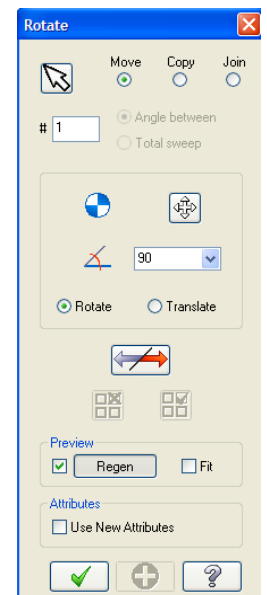 Rotate
Move Copy Join
# 1
Angle between
Total sweep
90
Rotate Translate
Preview
Regen Fit
Attributes
Use New Attributes